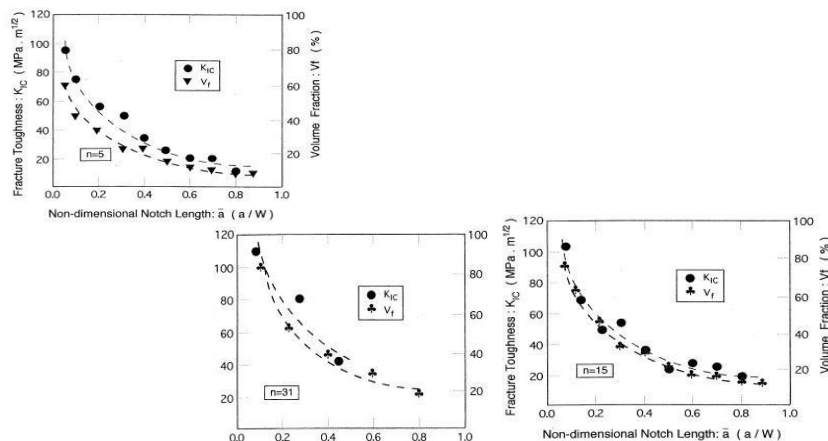 120
100
80
60
40
20
Fracture Toughness : K_IC ( MPa . m^1/2 )
K_IC
V_f
n=5
100
80
60
40
20
Volume Fraction : Vf ( % )
0.0 0.2 0.4 0.6 0.8 1.0
Non-dimensional Notch Length: a̅ ( a / W )
120
100
80
60
40
20
K_IC
V_f
n=31
100
80
60
40
20
0 0.2 0.4 0.6 0.8
120
100
80
60
40
20
Fracture Toughness : K_IC ( MPa . m^1/2 )
K_IC
V_f
n=15
100
80
60
40
20
Volume Fraction : Vf ( % )
0.0 0.2 0.4 0.6 0.8 1.0
Non-dimensional Notch Length: a̅ ( a / W )